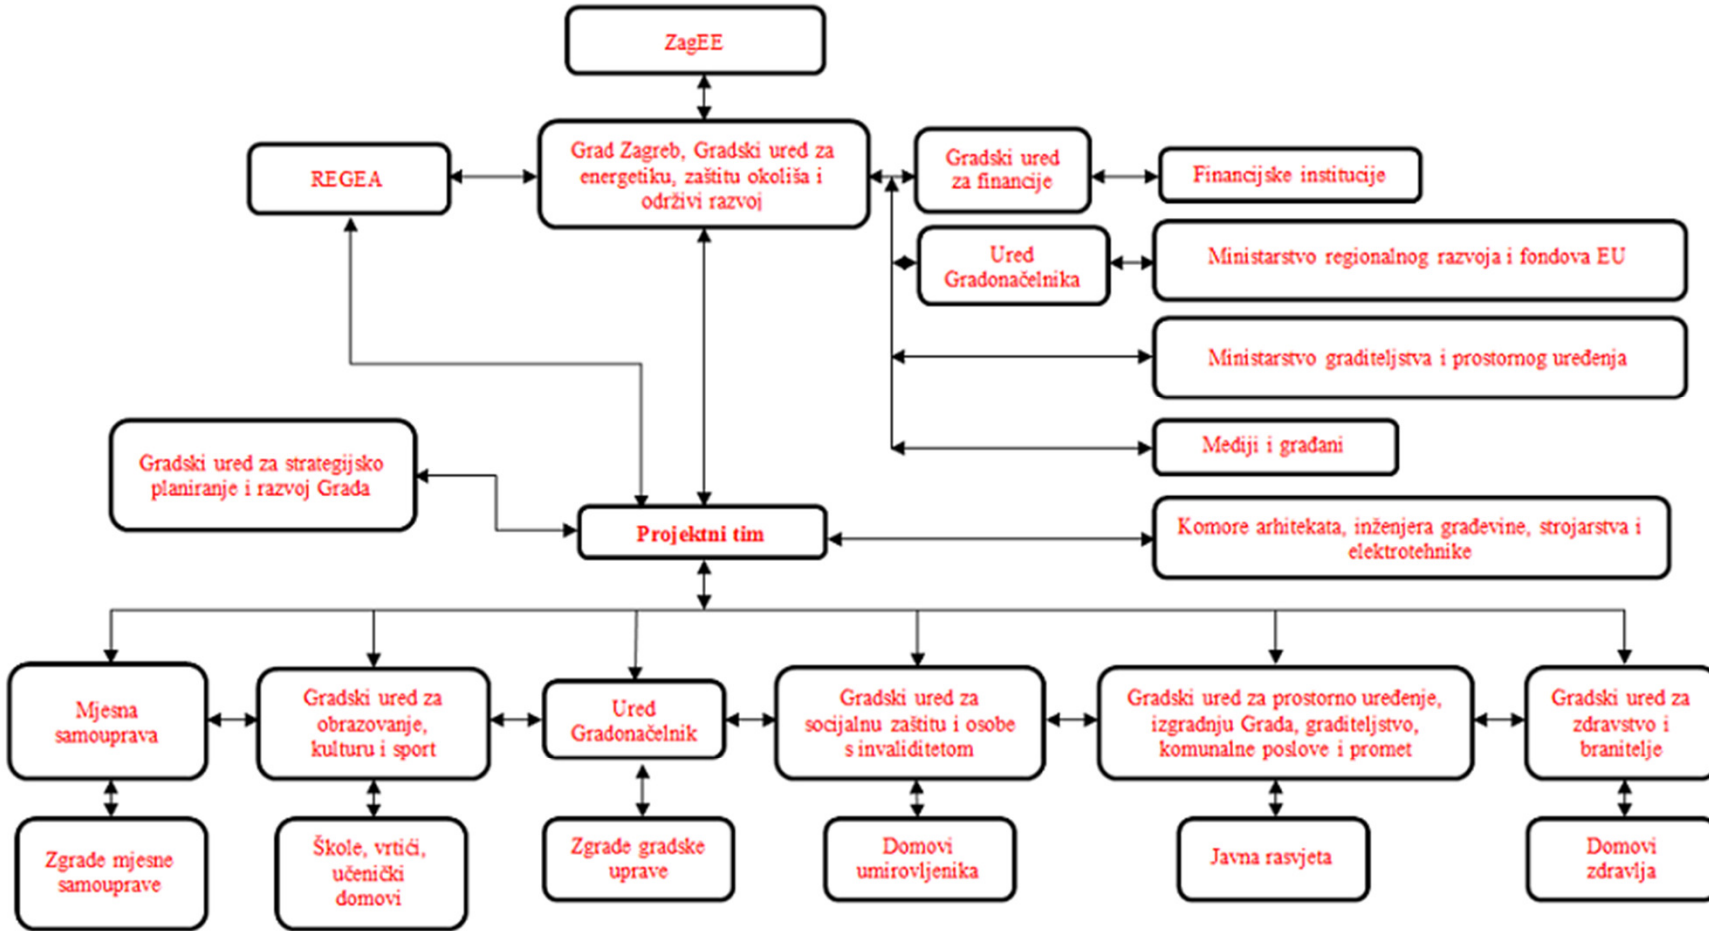 ZagEE
REGEA
Grad Zagreb, Gradski ured za
energetiku, zaštitu okoliša i
održivi razvoj
Gradski ured
za financije
Financijske institucije
Ured
Gradonačelnika
Ministarstvo regionalnog razvoja i fondova EU
Ministarstvo graditeljstva i prostornog uređenja
Mediji i građani
Gradski ured za strategijsko
planiranje i razvoj Grada
Projektni tim
Komore arhitekata, inženjera građevine, strojarstva i
elektrotehnike
Mjesna
samouprava
Gradski ured za
obrazovanje,
kulturu i sport
Ured
Gradonačelnik
Gradski ured za
socijalnu zaštitu i osobe
s invaliditetom
Gradski ured za prostorno uređenje,
izgradnju Grada, graditeljstvo,
komunalne poslove i promet
Gradski ured za
zdravstvo i
branitelje
Zgrade mjesne
samouprave
Škole, vrtići,
učenički
domovi
Zgrade gradske
uprave
Domovi
umirovljenika
Javna rasvjeta
Domovi
zdravlja